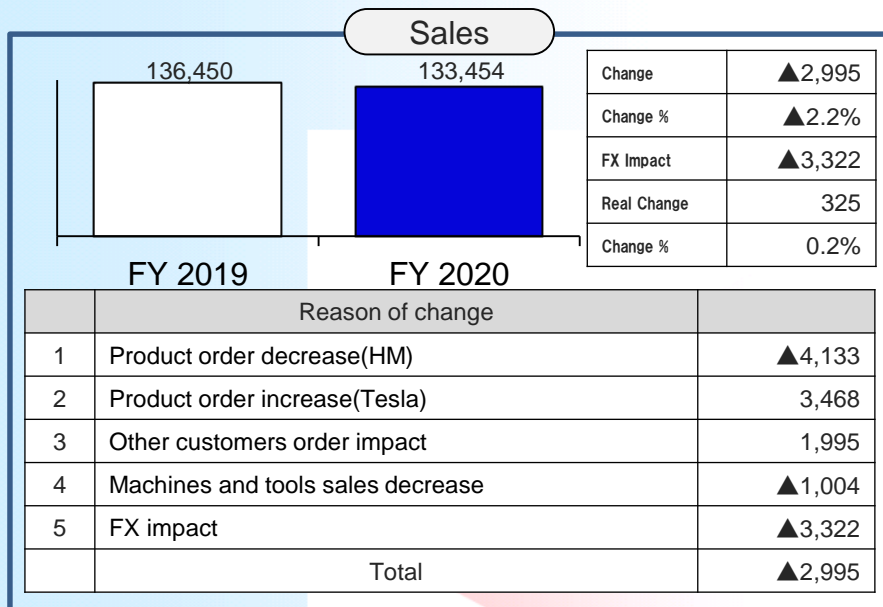 Sales
136,450 133,454
FY 2019 FY 2020
Change ▲2,995
Change % ▲2.2%
FX Impact ▲3,322
Real Change 325
Change % 0.2%
Reason of change
1 Product order decrease(HM) ▲4,133
2 Product order increase(Tesla) 3,468
3 Other customers order impact 1,995
4 Machines and tools sales decrease ▲1,004
5 FX impact ▲3,322
Total ▲2,995